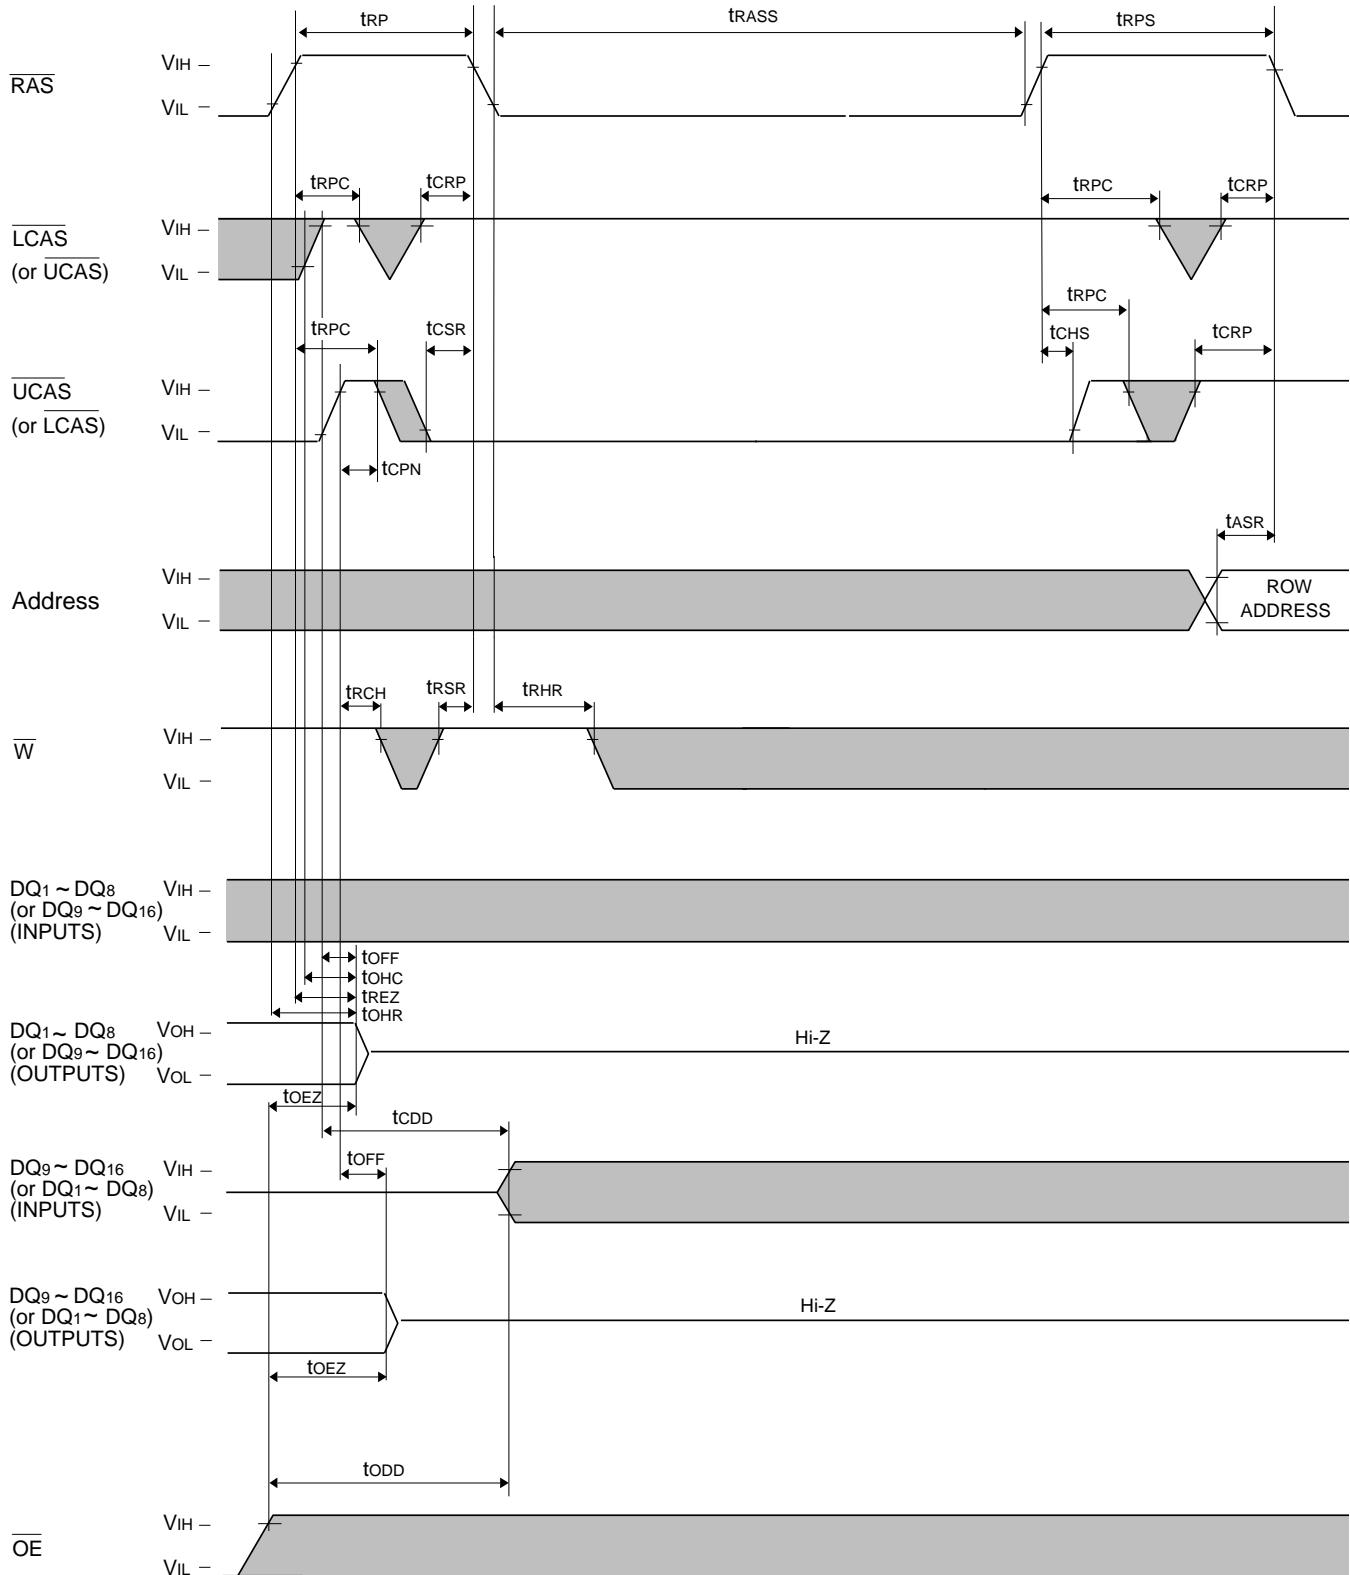 tRP tRASS tRPS
RAS
VIH –
VIL –
tRPC tCRP tRPC tCRP
LCAS
(or UCAS)
VIH –
VIL –
tRPC tCSR tRPC tCHS tCRP
UCAS
(or LCAS)
VIH –
VIL –
tCPN
tASR
Address
VIH –
VIL –
ROW
ADDRESS
tRCH tRSR tRHR
W
VIH –
VIL –
DQ1 ~ DQ8
(or DQ9 ~ DQ16)
(INPUTS)
VIH –
VIL –
tOFF
tOHC
tREZ
tOHR
DQ1 ~ DQ8
(or DQ9 ~ DQ16)
(OUTPUTS)
VOH –
VOL –
Hi-Z
tOEZ
tCDD
tOFF
DQ9 ~ DQ16
(or DQ1 ~ DQ8)
(INPUTS)
VIH –
VIL –
DQ9 ~ DQ16
(or DQ1 ~ DQ8)
(OUTPUTS)
VOH –
VOL –
Hi-Z
tOEZ
tODD
OE
VIH –
VIL –